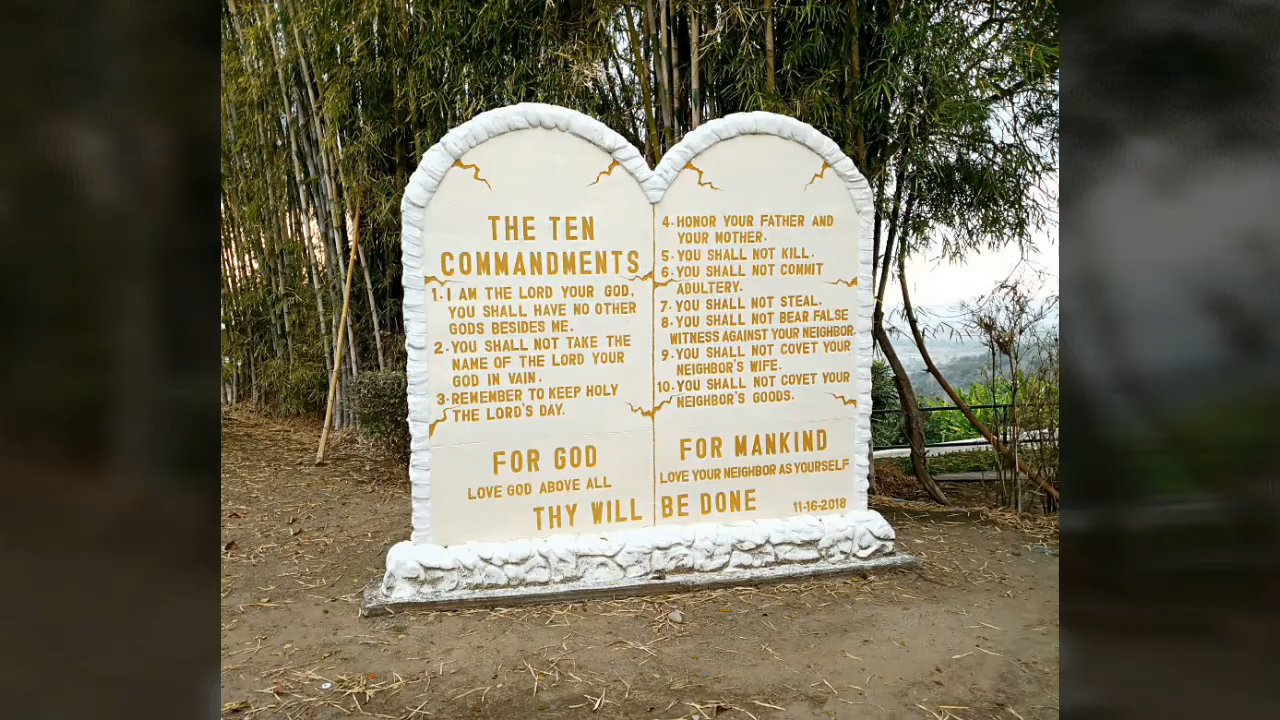 THE TEN
COMMANDMENTS
1. I AM THE LORD YOUR GOD,
YOU SHALL HAVE NO OTHER
GODS BESIDES ME.
2. YOU SHALL NOT TAKE THE
NAME OF THE LORD YOUR
GOD IN VAIN.
3. REMEMBER TO KEEP HOLY
THE LORD'S DAY.
FOR GOD
LOVE GOD ABOVE ALL
4. HONOR YOUR FATHER AND
YOUR MOTHER.
5. YOU SHALL NOT KILL.
6. YOU SHALL NOT COMMIT
ADULTERY.
7. YOU SHALL NOT STEAL.
8. YOU SHALL NOT BEAR FALSE
WITNESS AGAINST YOUR NEIGHBOR.
9. YOU SHALL NOT COVET YOUR
NEIGHBOR'S WIFE.
10. YOU SHALL NOT COVET YOUR
NEIGHBOR'S GOODS.
FOR MANKIND
LOVE YOUR NEIGHBOR AS YOURSELF
THY WILL BE DONE
11-16-2018